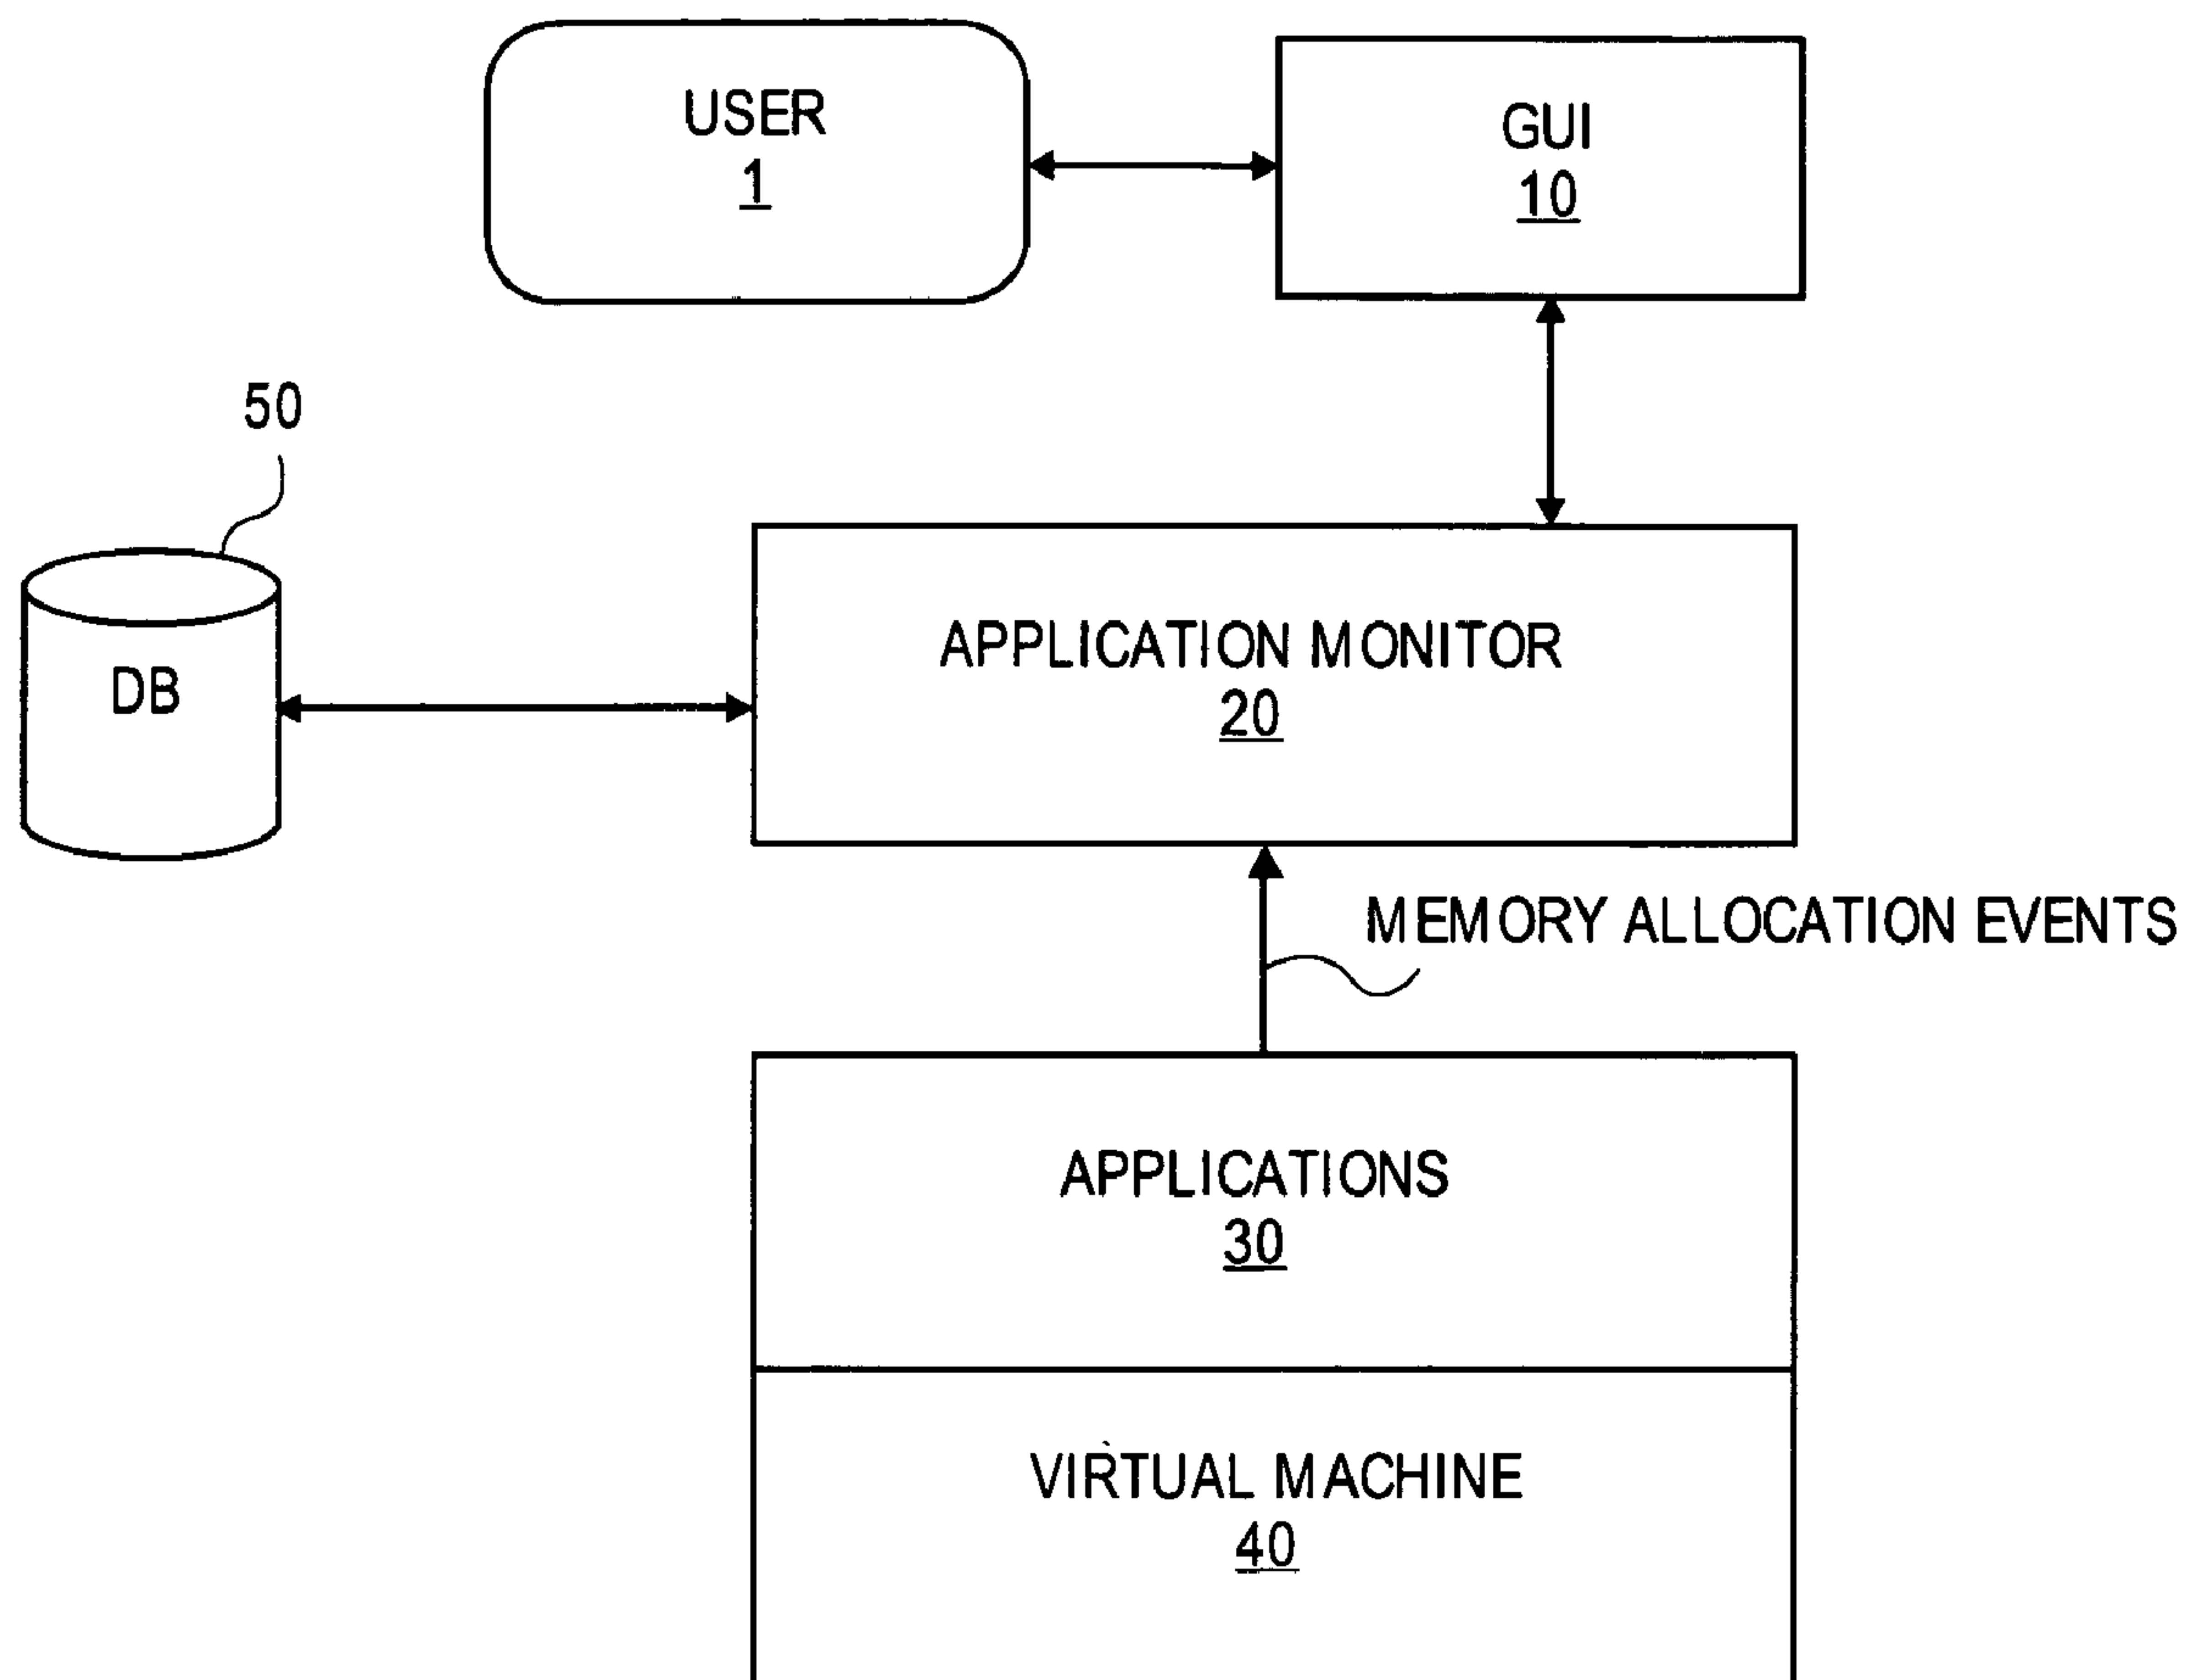 USER
1
GUI
10
50
DB
APPLICATION MONITOR
20
MEMORY ALLOCATION EVENTS
APPLICATIONS
30
VIRTUAL MACHINE
40